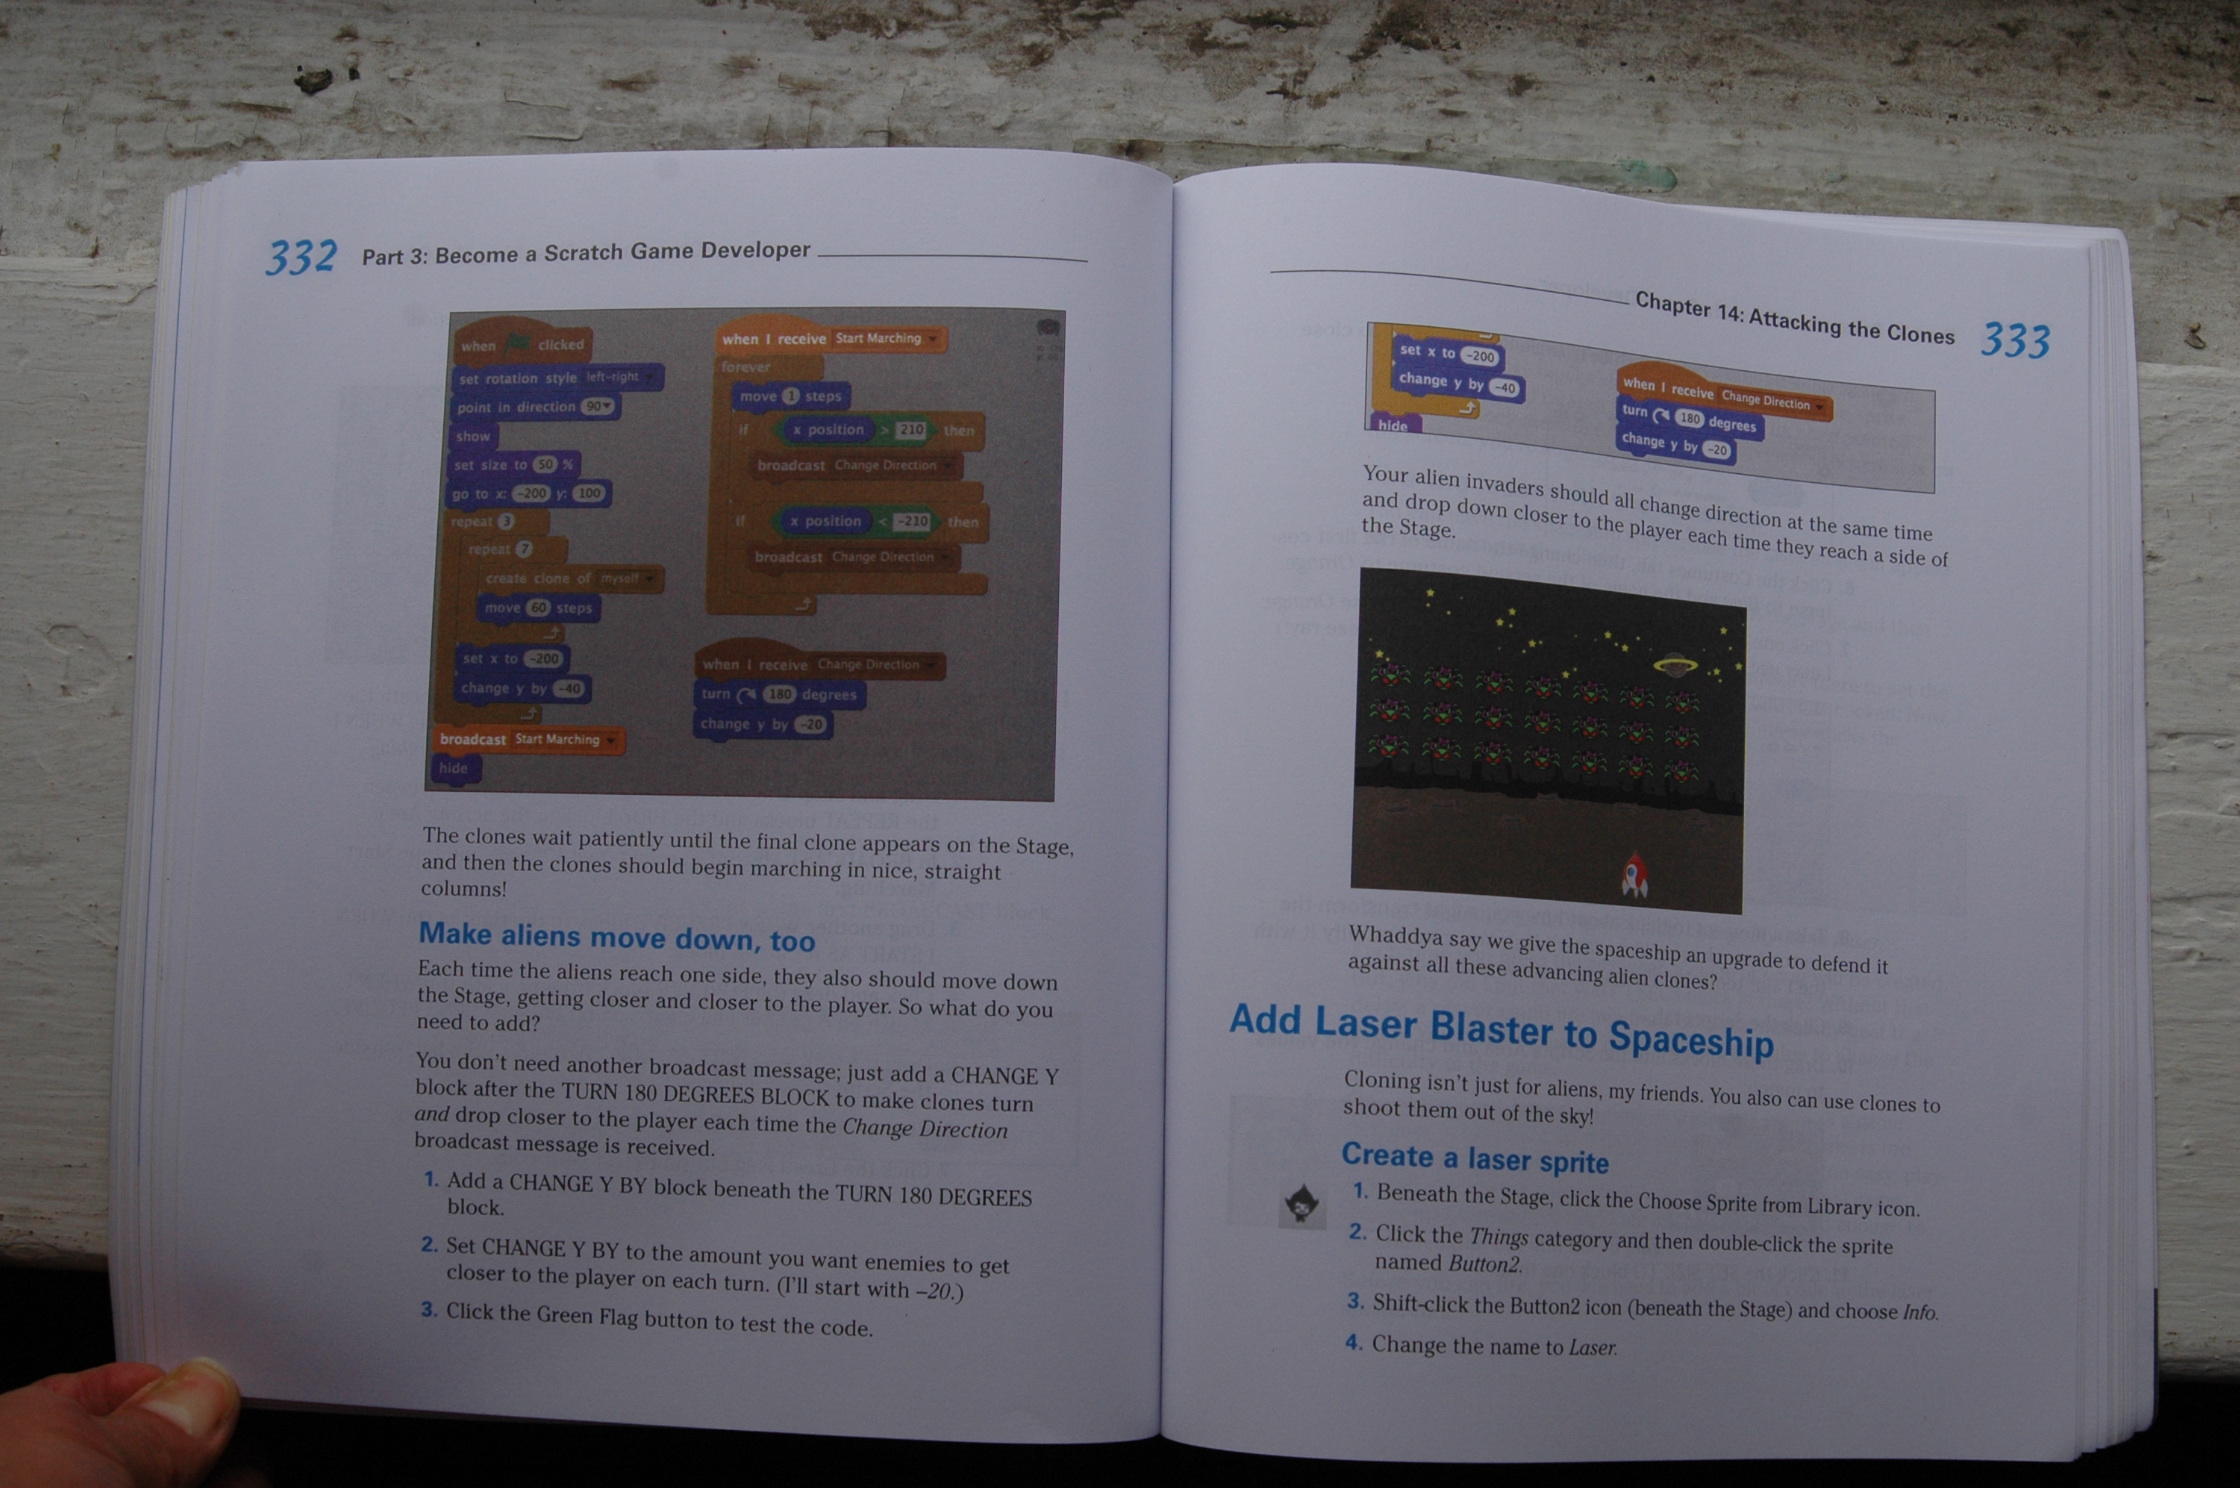 332 Part 3: Become a Scratch Game Developer
when clicked
set rotation style left-right
point in direction 90
show
set size to 50 %
go to x: -200 y: 100
repeat 3
repeat 7
create clone of myself
move 60 steps
set x to -200
change y by -40
broadcast Start Marching
hide
when I receive Start Marching
forever
move 1 steps
if x position > 210 then
broadcast Change Direction
if x position < -210 then
broadcast Change Direction
when I receive Change Direction
turn 180 degrees
change y by -20
The clones wait patiently until the final clone appears on the Stage,
and then the clones should begin marching in nice, straight
columns!
Make aliens move down, too
Each time the aliens reach one side, they also should move down
the Stage, getting closer and closer to the player. So what do you
need to add?
You don't need another broadcast message; just add a CHANGE Y
block after the TURN 180 DEGREES BLOCK to make clones turn
and drop closer to the player each time the Change Direction
broadcast message is received.
1. Add a CHANGE Y BY block beneath the TURN 180 DEGREES
block.
2. Set CHANGE Y BY to the amount you want enemies to get
closer to the player on each turn. (I'll start with –20.)
3. Click the Green Flag button to test the code.
Chapter 14: Attacking the Clones 333
set x to -200
change y by -40
hide
when I receive Change Direction
turn 180 degrees
change y by -20
Your alien invaders should all change direction at the same time
and drop down closer to the player each time they reach a side of
the Stage.
Whaddya say we give the spaceship an upgrade to defend it
against all these advancing alien clones?
Add Laser Blaster to Spaceship
Cloning isn't just for aliens, my friends. You also can use clones to
shoot them out of the sky!
Create a laser sprite
1. Beneath the Stage, click the Choose Sprite from Library icon.
2. Click the Things category and then double-click the sprite
named Button2.
3. Shift-click the Button2 icon (beneath the Stage) and choose Info.
4. Change the name to Laser.